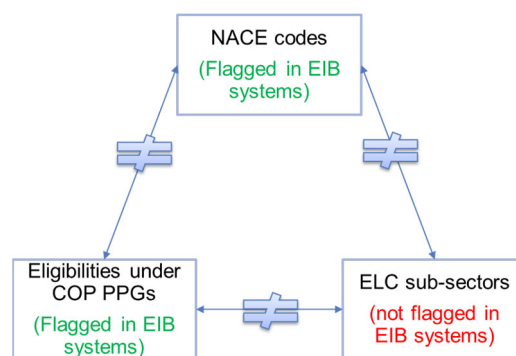 NACE codes
(Flagged in EIB
systems)
≠
≠
Eligibilities under
COP PPGs
(Flagged in EIB
systems)
≠
ELC sub-sectors
(not flagged in
EIB systems)